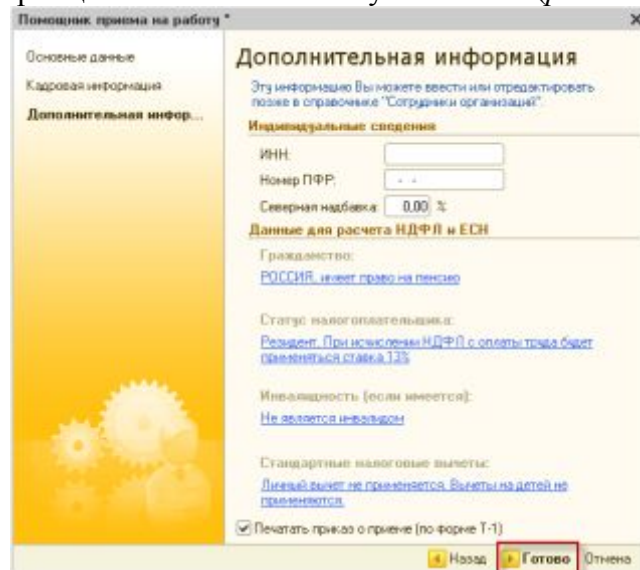 Помощник приема на работу *
Основные данные
Кадровая информация
Дополнительная инфор...
Дополнительная информация
Эту информацию Вы можете ввести или отредактировать
позже в справочнике "Сотрудники организаций".
Индивидуальные сведения
ИНН:
Номер ПФР: - -
Северная надбавка: 0,00 %
Данные для расчета НДФЛ и ЕСН
Гражданство:
РОССИЯ, имеет право на пенсию
Статус налогоплательщика:
Резидент. При исчислении НДФЛ с оплаты труда будет
применяться ставка 13%
Инвалидность (если имеется):
Не является инвалидом
Стандартные налоговые вычеты:
Личный вычет не применяется. Вычеты на детей не
применяются.
Печатать приказ о приеме (по форме Т-1)
Назад Готово Отмена